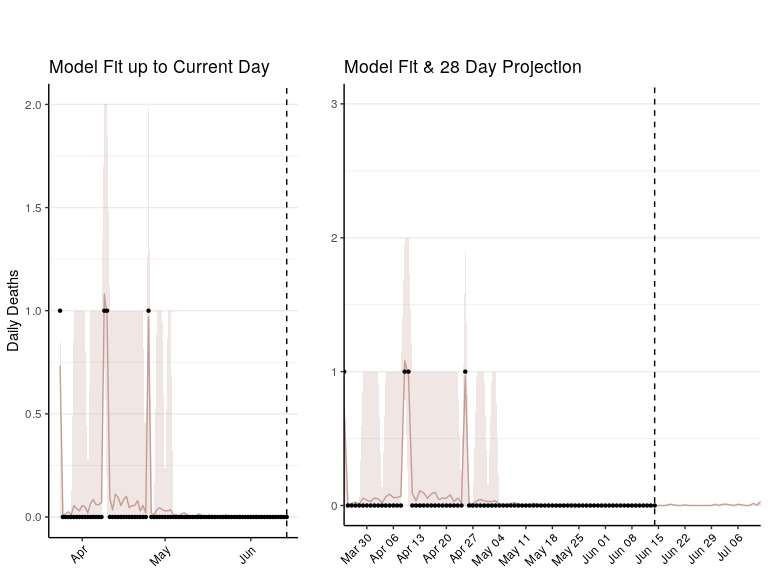 Model Fit up to Current Day
Model Fit & 28 Day Projection
Daily Deaths
2.0
1.5
1.0
0.5
0.0
Apr
May
Jun
3
2
1
0
Mar 30
Apr 06
Apr 13
Apr 20
Apr 27
May 04
May 11
May 18
May 25
Jun 01
Jun 08
Jun 15
Jun 22
Jun 29
Jul 06